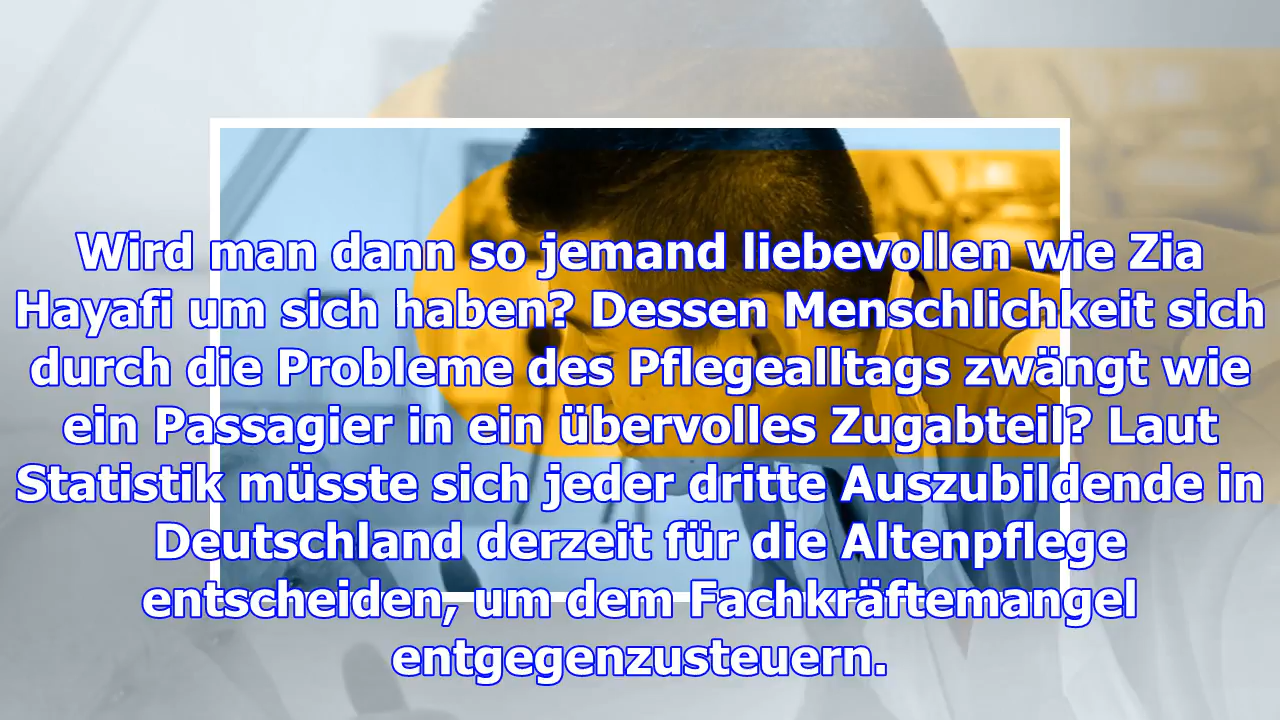 Wird man dann so jemand liebevollen wie Zia
Hayafi um sich haben? Dessen Menschlichkeit sich
durch die Probleme des Pflegealltags zwängt wie
ein Passagier in ein übervolles Zugabteil? Laut
Statistik müsste sich jeder dritte Auszubildende in
Deutschland derzeit für die Altenpflege
entscheiden, um dem Fachkräftemangel
entgegenzusteuern.